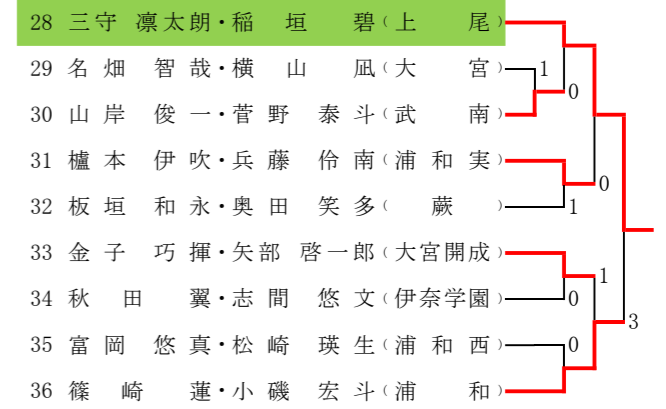 28 三守 凛太朗・稲垣 碧（上尾）
29 名畑 智哉・横山 凪（大宮） 1
0
30 山岸 俊一・菅野 泰斗（武南）
31 櫨本 伊吹・兵藤 伶南（浦和実）
0
32 板垣 和永・奥田 笑多（蕨） 1
33 金子 巧揮・矢部 啓一郎（大宮開成）
1
34 秋田 翼・志間 悠文（伊奈学園） 0
3
35 富岡 悠真・松崎 瑛生（浦和西） 0
36 篠崎 蓮・小磯 宏斗（浦和）